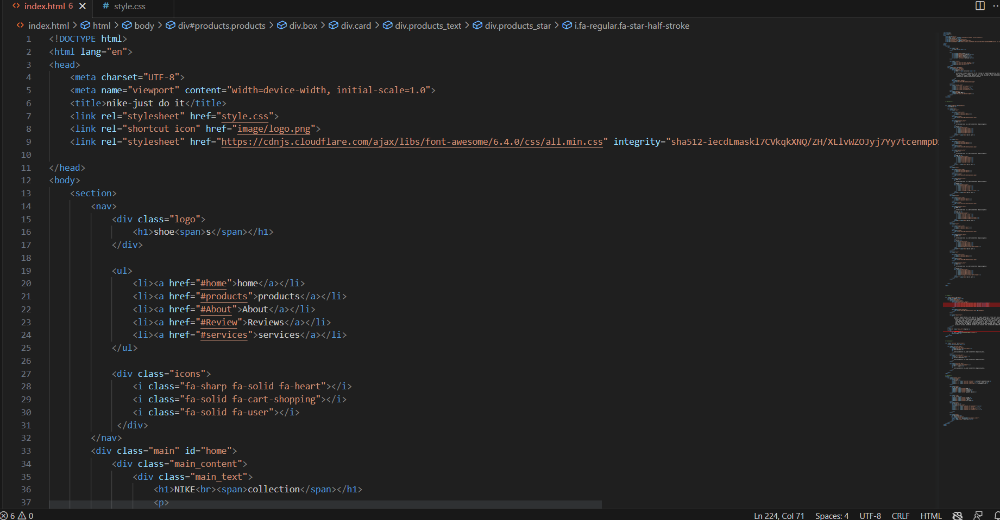 index.html 6
style.css
index.html > html > body > div#products.products > div.box > div.card > div.products_text > div.products_star > i.fa-regular.fa-star-half-stroke
1 <!DOCTYPE html>
2 <html lang="en">
3 <head>
4 <meta charset="UTF-8">
5 <meta name="viewport" content="width=device-width, initial-scale=1.0">
6 <title>nike-just do it</title>
7 <link rel="stylesheet" href="style.css">
8 <link rel="shortcut icon" href="image/logo.png">
9 <link rel="stylesheet" href="https://cdnjs.cloudflare.com/ajax/libs/font-awesome/6.4.0/css/all.min.css" integrity="sha512-iecdLmaskl7CVkqkXNQ/ZH/XLlvWZOJyj7Yy7tcenmpD
10
11 </head>
12 <body>
13 <section>
14 <nav>
15 <div class="logo">
16 <h1>shoe<span>s</span></h1>
17 </div>
18
19 <ul>
20 <li><a href="#home">home</a></li>
21 <li><a href="#products">products</a></li>
22 <li><a href="#About">About</a></li>
23 <li><a href="#Review">Reviews</a></li>
24 <li><a href="#services">services</a></li>
25 </ul>
26
27 <div class="icons">
28 <i class="fa-sharp fa-solid fa-heart"></i>
29 <i class="fa-solid fa-cart-shopping"></i>
30 <i class="fa-solid fa-user"></i>
31 </div>
32 </nav>
33 <div class="main" id="home">
34 <div class="main_content">
35 <div class="main_text">
36 <h1>NIKE<br><span>collection</span></h1>
37 <p>
6 0 Ln 224, Col 71 Spaces: 4 UTF-8 CRLF HTML